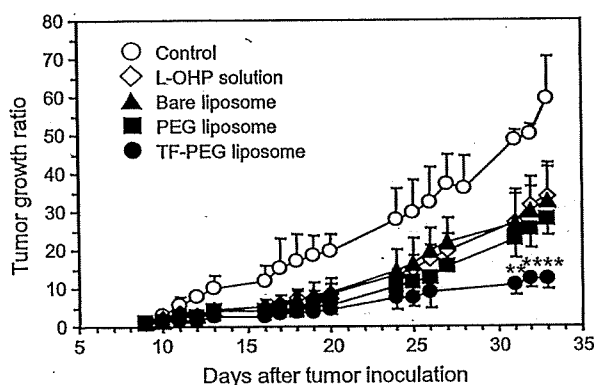 80
70
60
50
40
30
20
10
0
Tumor growth ratio
Control
L-OHP solution
Bare liposome
PEG liposome
TF-PEG liposome
** ****
5 10 15 20 25 30 35
Days after tumor inoculation